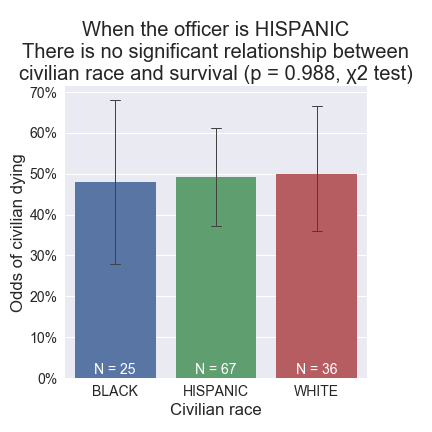 When the officer is HISPANIC
There is no significant relationship between
civilian race and survival (p = 0.988, χ2 test)
Odds of civilian dying
70%
60%
50%
40%
30%
20%
10%
0%
N = 25
N = 67
N = 36
BLACK
HISPANIC
WHITE
Civilian race